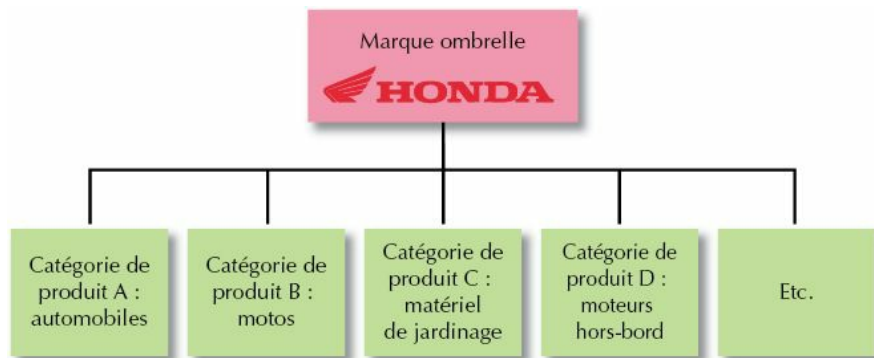 Marque ombrelle
HONDA
Catégorie de
produit A :
automobiles
Catégorie de
produit B :
motos
Catégorie de
produit C :
matériel
de jardinage
Catégorie de
produit D :
moteurs
hors-bord
Etc.